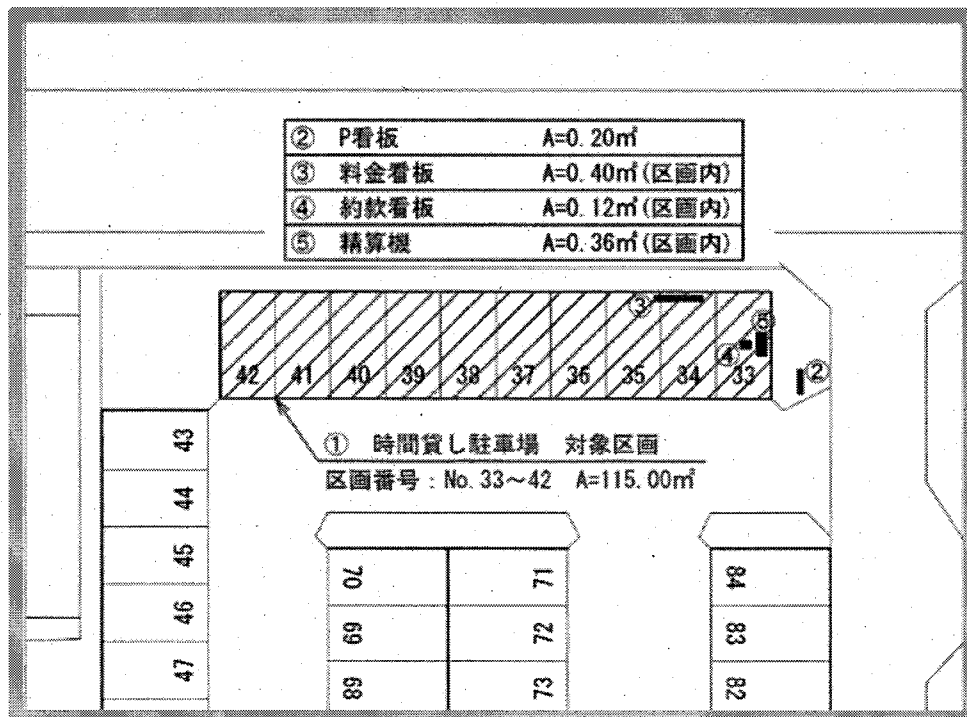 ② P看板 A=0.20㎡
③ 料金看板 A=0.40㎡(区画内)
④ 約款看板 A=0.12㎡(区画内)
⑤ 精算機 A=0.36㎡(区画内)
③
⑤
④
②
42 41 40 39 38 37 36 35 34 33
① 時間貸し駐車場 対象区画
区画番号:No.33~42 A=115.00㎡
43
44
45
46
47
70 71 84
69 72 83
68 73 82